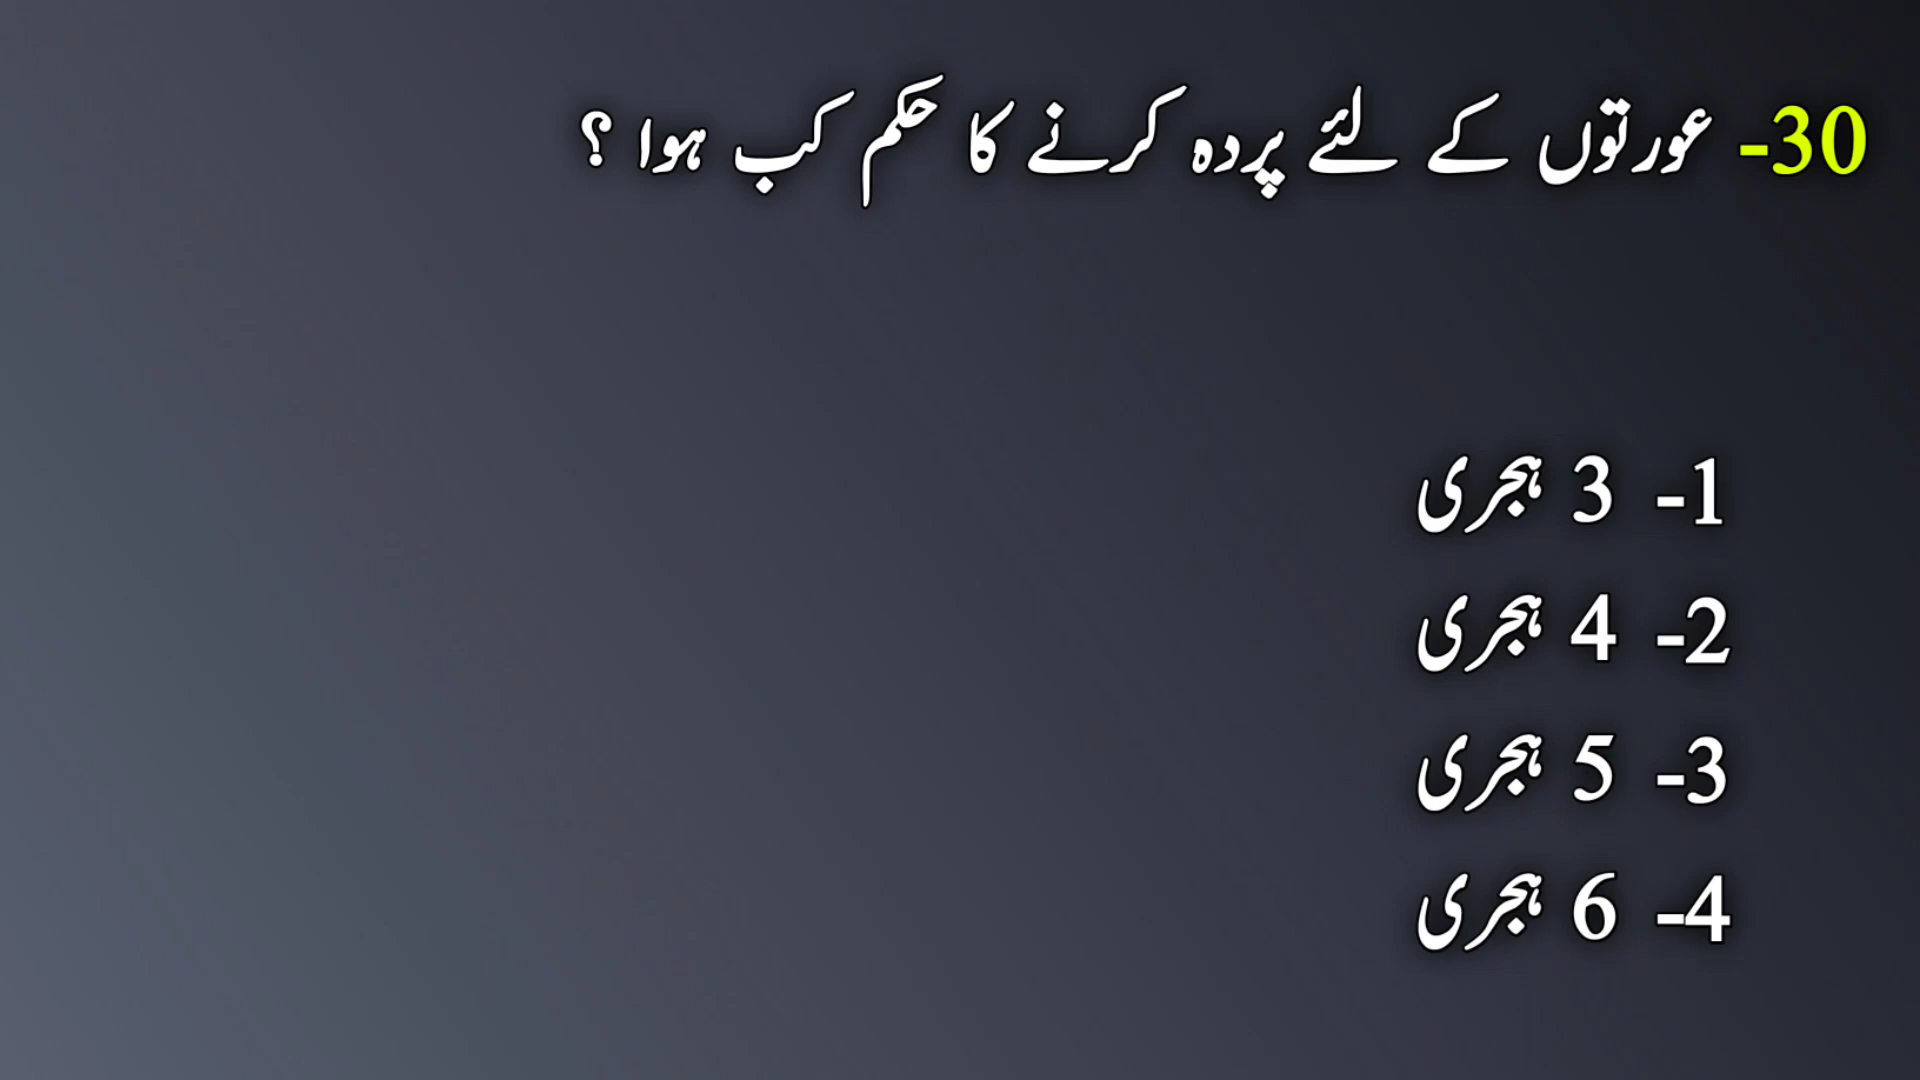 30- عورتوں کے لئے پردہ کرنے کا حکم کب ہوا ؟
1- 3 ہجری
2- 4 ہجری
3- 5 ہجری
4- 6 ہجری